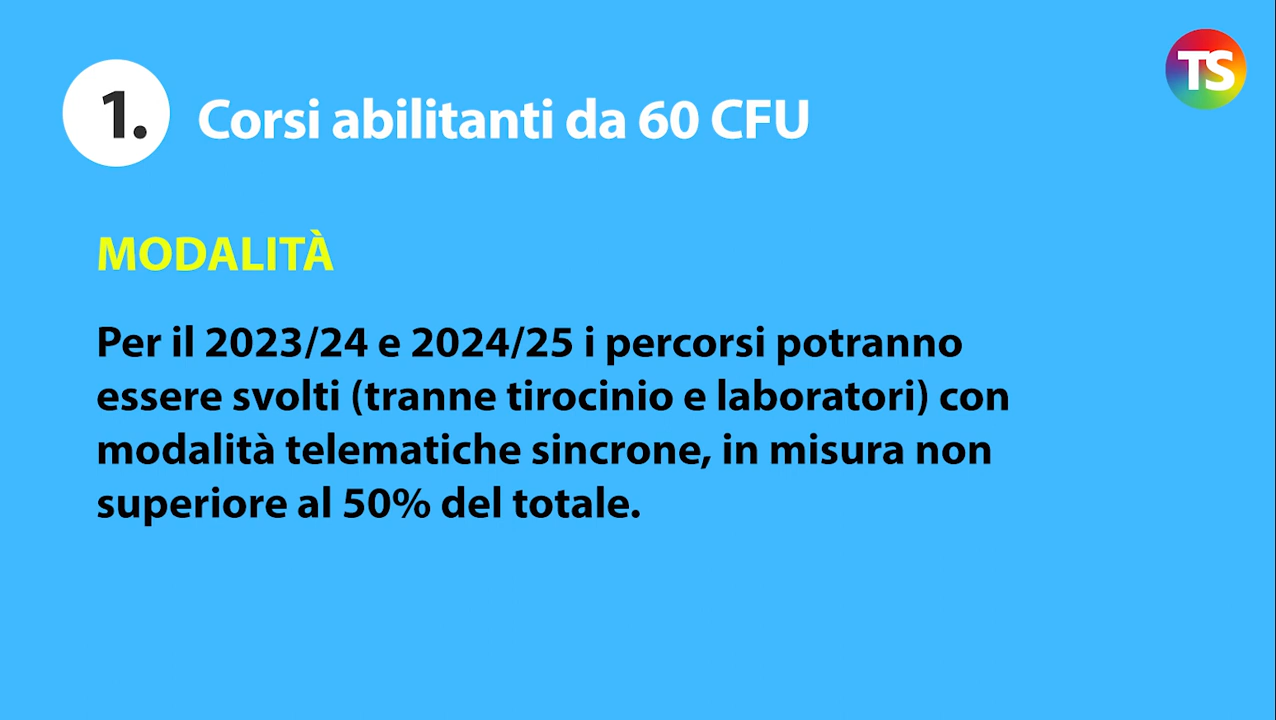 TS
1. Corsi abilitanti da 60 CFU
MODALITÀ
Per il 2023/24 e 2024/25 i percorsi potranno
essere svolti (tranne tirocinio e laboratori) con
modalità telematiche sincrone, in misura non
superiore al 50% del totale.